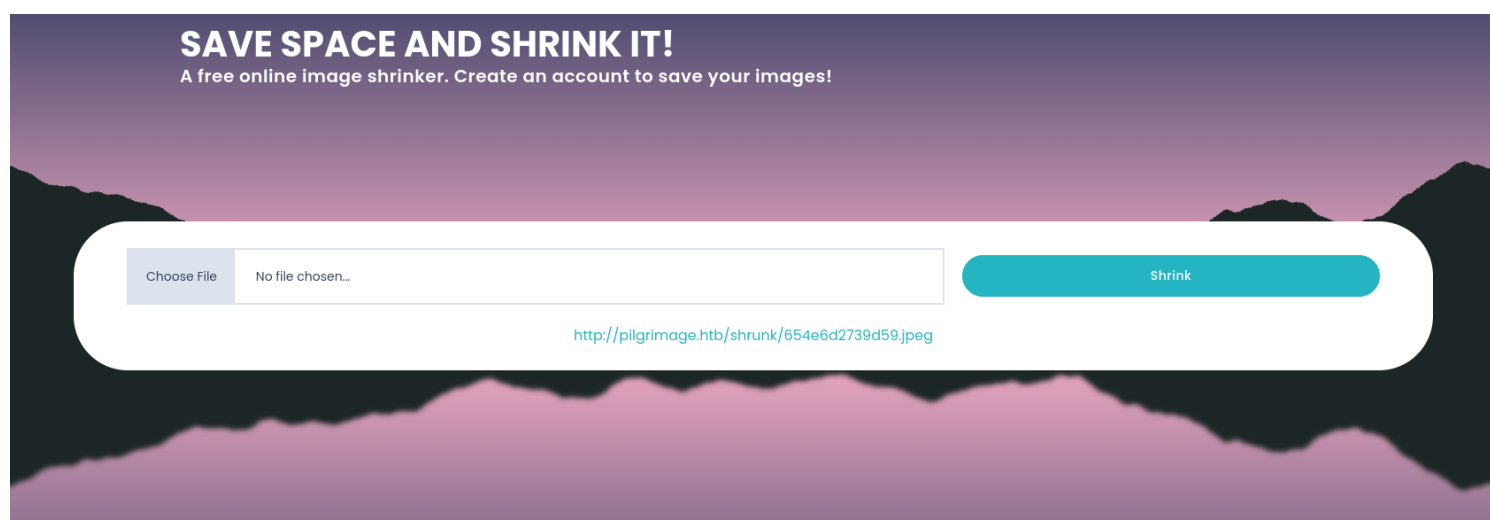 SAVE SPACE AND SHRINK IT!
A free online image shrinker. Create an account to save your images!
Choose File
No file chosen...
Shrink
http://pilgrimage.htb/shrunk/654e6d2739d59.jpeg